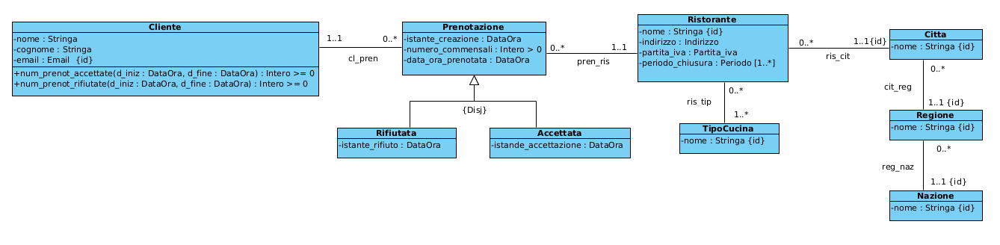 Cliente
-nome : Stringa
-cognome : Stringa
-email : Email {id}
+num_prenot_accettate(d_iniz : DataOra, d_fine : DataOra) : Intero >= 0
+num_prenot_rifiutate(d_iniz : DataOra, d_fine : DataOra) : Intero >= 0
1..1
0..*
cl_pren
Prenotazione
-istante_creazione : DataOra
-numero_commensali : Intero > 0
-data_ora_prenotata : DataOra
0..*
1..1
pren_ris
Ristorante
-nome : Stringa {id}
-indirizzo : Indirizzo
-partita_iva : Partita_iva
-periodo_chiusura : Periodo [1..*]
0..*
1..1{id}
ris_cit
Citta
-nome : Stringa {id}
0..*
cit_reg
1..1 {id}
0..*
ris_tip
1..*
{Disj}
Rifiutata
-istante_rifiuto : DataOra
Accettata
-istande_accettazione : DataOra
TipoCucina
-nome : Stringa {id}
Regione
-nome : Stringa {id}
0..*
reg_naz
1..1 {id}
Nazione
-nome : Stringa {id}